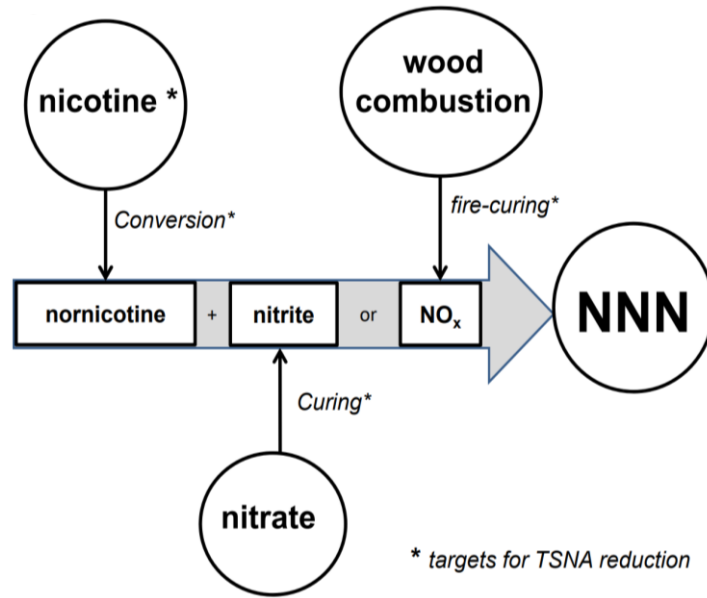 nicotine *
wood
combustion
Conversion*
fire-curing*
nornicotine + nitrite or NOₓ
NNN
Curing*
nitrate
* targets for TSNA reduction